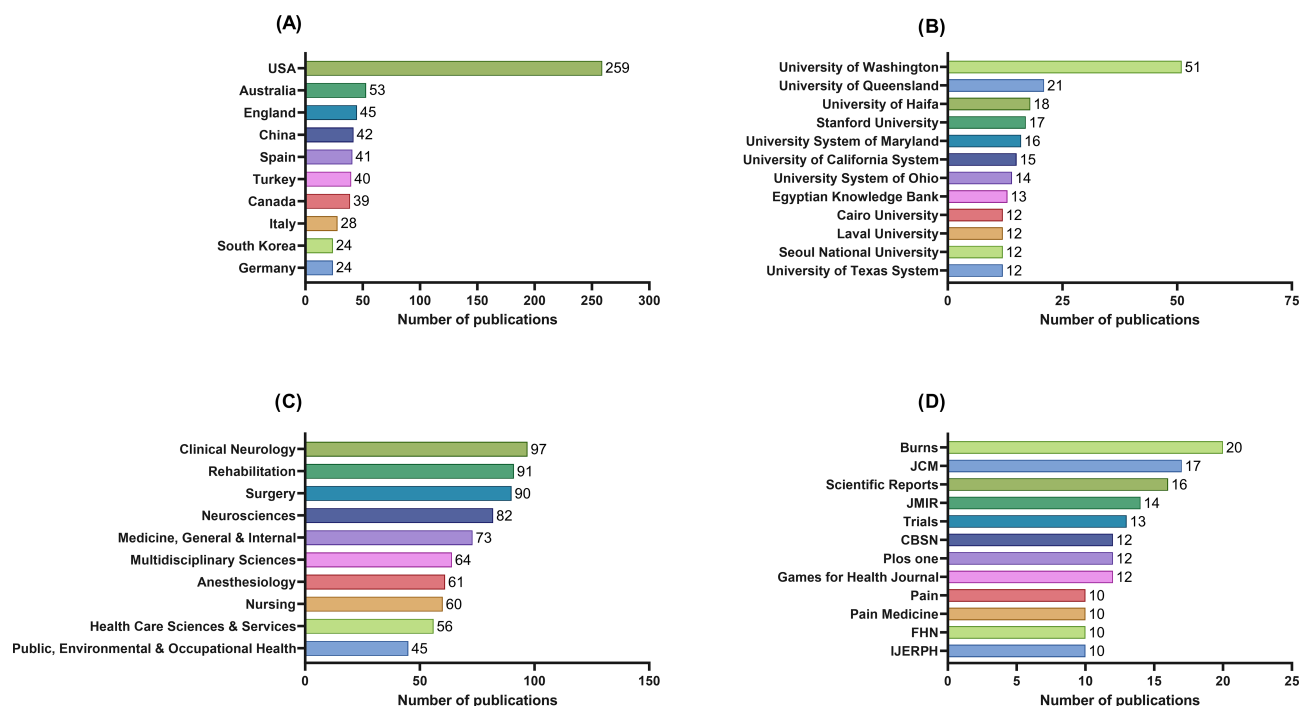 (A)
USA 259
Australia 53
England 45
China 42
Spain 41
Turkey 40
Canada 39
Italy 28
South Korea 24
Germany 24
0 50 100 150 200 250 300
Number of publications
(B)
University of Washington 51
University of Queensland 21
University of Haifa 18
Stanford University 17
University System of Maryland 16
University of California System 15
University System of Ohio 14
Egyptian Knowledge Bank 13
Cairo University 12
Laval University 12
Seoul National University 12
University of Texas System 12
0 25 50 75
Number of publications
(C)
Clinical Neurology 97
Rehabilitation 91
Surgery 90
Neurosciences 82
Medicine, General & Internal 73
Multidisciplinary Sciences 64
Anesthesiology 61
Nursing 60
Health Care Sciences & Services 56
Public, Environmental & Occupational Health 45
0 50 100 150
Number of publications
(D)
Burns 20
JCM 17
Scientific Reports 16
JMIR 14
Trials 13
CBSN 12
Plos one 12
Games for Health Journal 12
Pain 10
Pain Medicine 10
FHN 10
IJERPH 10
0 5 10 15 20 25
Number of publications